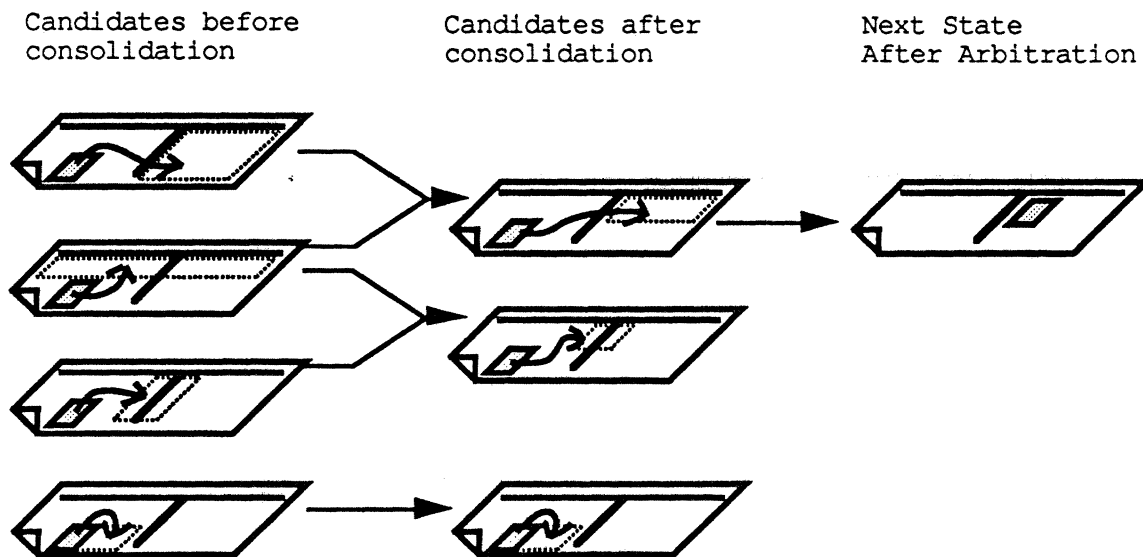 Candidates before
consolidation
Candidates after
consolidation
Next State
After Arbitration